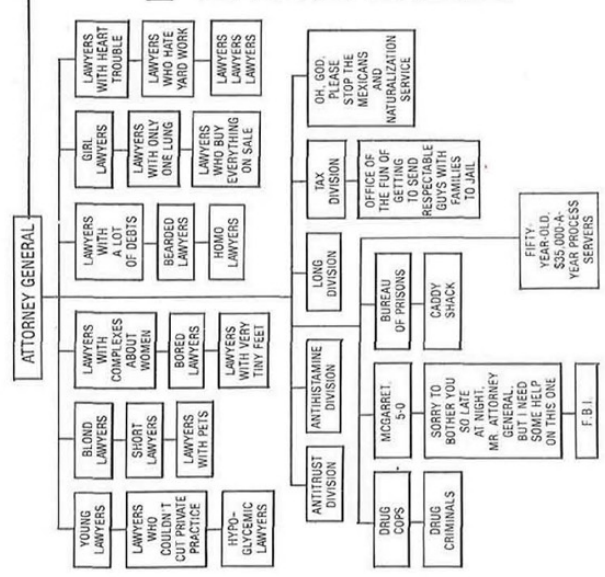 ATTORNEY GENERAL
YOUNG
LAWYERS
LAWYERS
WHO
COULDN'T
CUT PRIVATE
PRACTICE
HYPO-
GLYCEMIC
LAWYERS
BLOND
LAWYERS
SHORT
LAWYERS
LAWYERS
WITH PETS
LAWYERS
WITH
COMPLEXES
ABOUT
WOMEN
BORED
LAWYERS
LAWYERS
WITH VERY
TINY FEET
LAWYERS
WITH
A LOT
OF DEBTS
BEARDED
LAWYERS
HOMO
LAWYERS
GIRL
LAWYERS
LAWYERS
WITH ONLY
ONE LUNG
LAWYERS
WHO BUY
EVERYTHING
ON SALE
LAWYERS
WITH HEART
TROUBLE
LAWYERS
WHO HATE
YARD WORK
LAWYERS
LAWYERS
LAWYERS
ANTITRUST
DIVISION
ANTIHISTAMINE
DIVISION
LONG
DIVISION
TAX
DIVISION
OFFICE OF
THE FUN OF
GETTING
TO SEND
RESPECTABLE
GUYS WITH
FAMILIES
TO JAIL
OH, GOD,
PLEASE
STOP THE
MEXICANS
AND
NATURALIZATION
SERVICE
DRUG
COPS
DRUG
CRIMINALS
MCGARRET,
5-0
SORRY TO
BOTHER YOU
SO LATE
AT NIGHT,
MR. ATTORNEY
GENERAL,
BUT I NEED
SOME HELP
ON THIS ONE
F.B.I.
BUREAU
OF PRISONS
CADDY
SHACK
FIFTY-
YEAR-OLD,
$35,000-A-
YEAR PROCESS
SERVERS